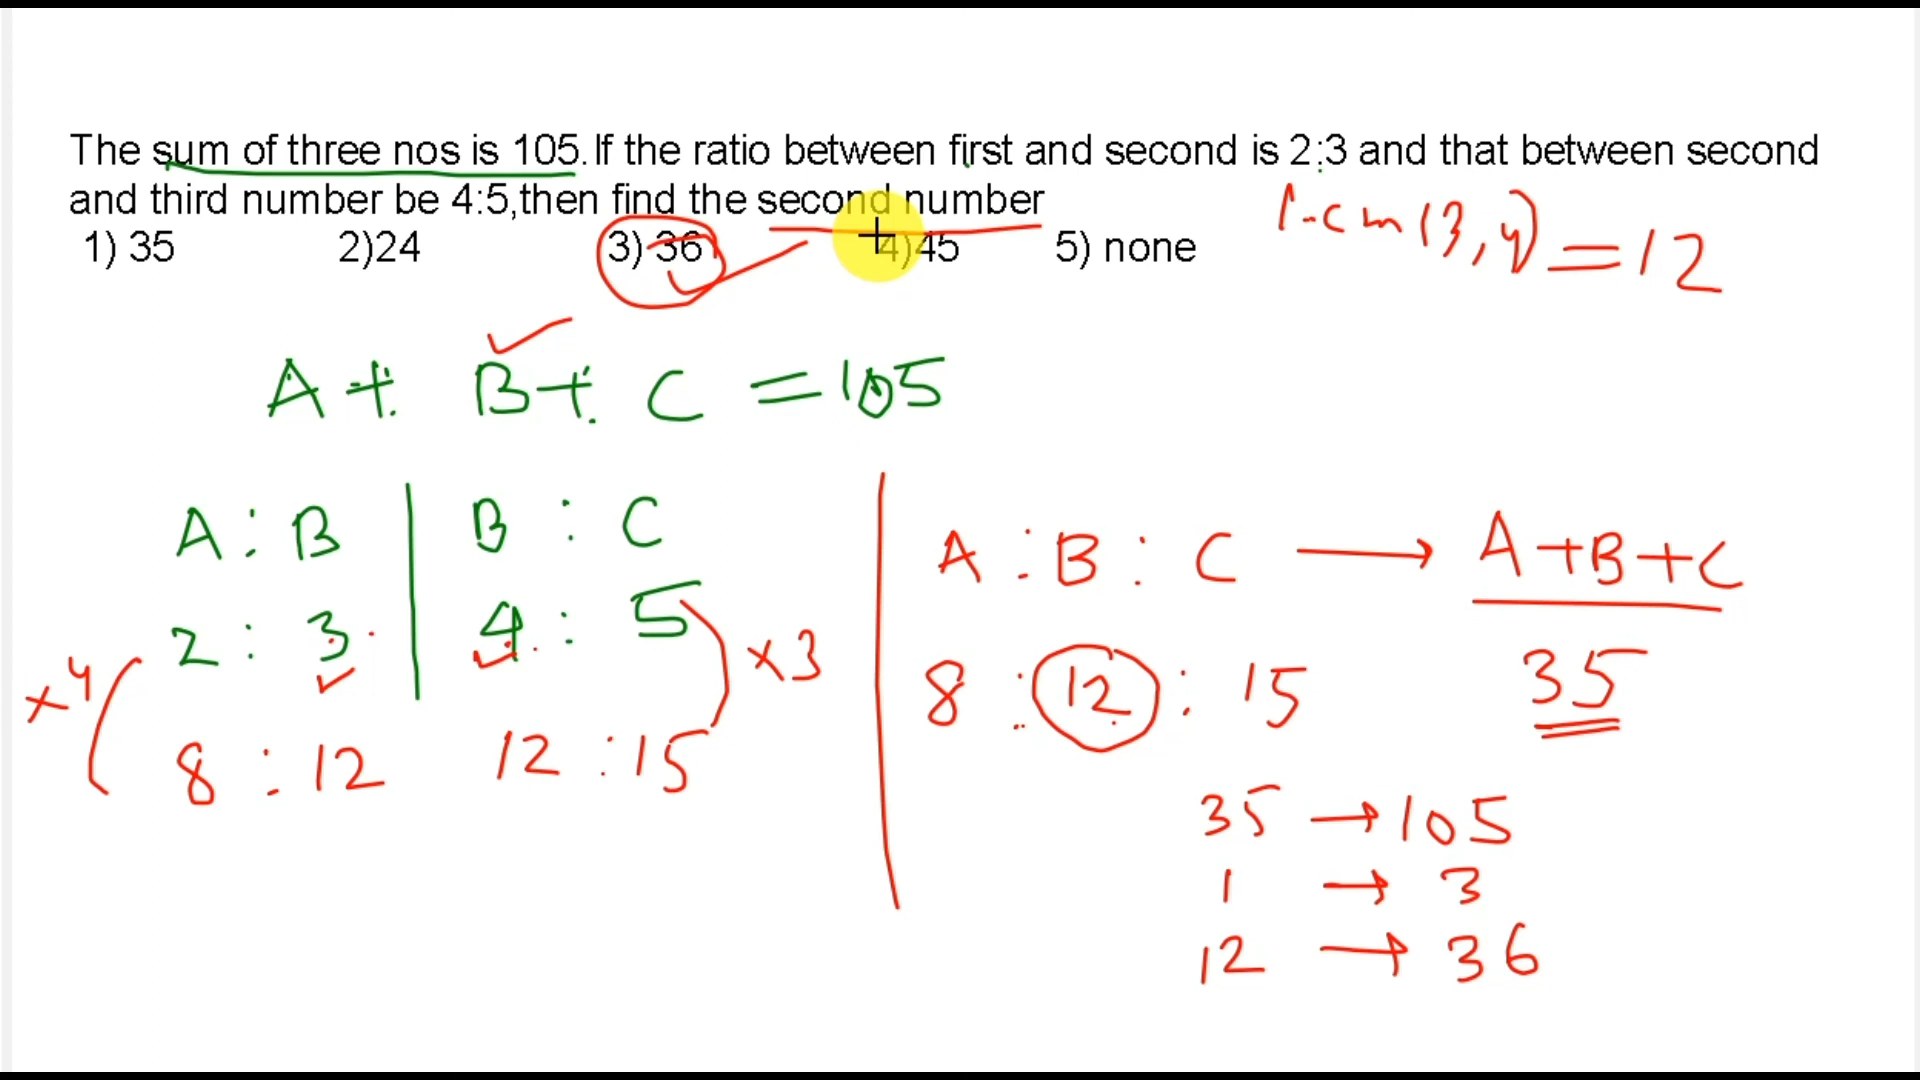 The sum of three nos is 105.If the ratio between first and second is 2:3 and that between second
and third number be 4:5,then find the second number
1) 35 2)24 3) 36 4)45 5) none
l.cm(3,4) = 12
A + B + C = 105
A : B B : C
2 : 3 4 : 5
×4 ×3
8 : 12 12 : 15
A : B : C → A+B+C
8 : 12 : 15 35
35 → 105
1 → 3
12 → 36